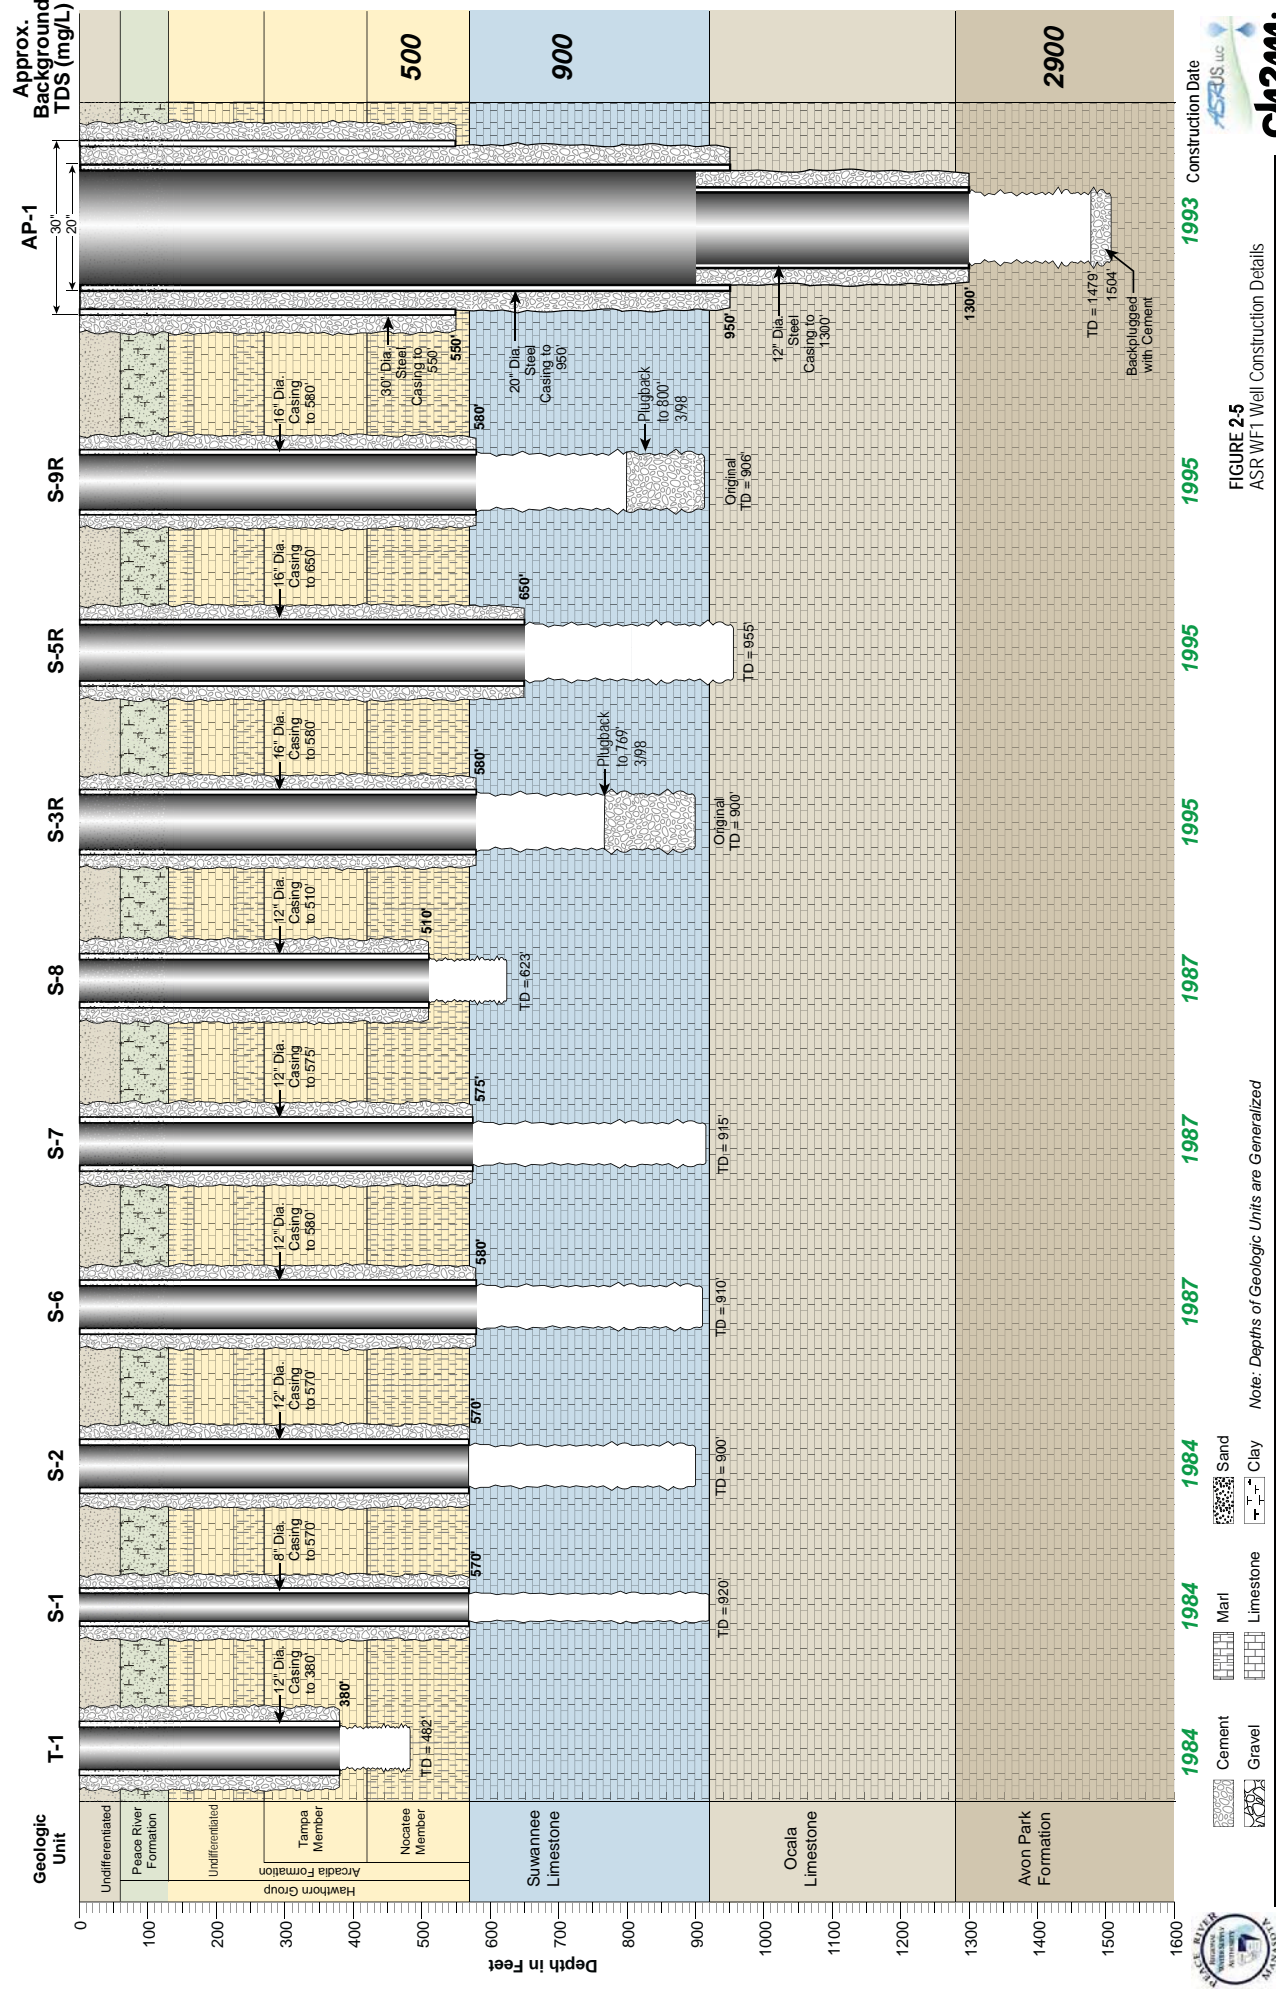 Geologic
Unit
T-1
S-1
S-2
S-6
S-7
S-8
S-3R
S-5R
S-9R
AP-1
30"
20"
Approx.
Background
TDS (mg/L)
Undifferentiated
Peace River
Formation
Undifferentiated
Tampa
Member
Nocatee
Member
Arcadia Formation
Hawthorn Group
Suwannee
Limestone
Ocala
Limestone
Avon Park
Formation
0
100
200
300
400
500
600
700
800
900
1000
1100
1200
1300
1400
1500
1600
Depth in Feet
12" Dia.
Casing
to 380'
380'
TD = 482'
8" Dia.
Casing
to 570'
570'
TD = 920'
12" Dia.
Casing
to 570'
570'
TD = 900'
12" Dia.
Casing
to 580'
580'
TD = 910'
12" Dia.
Casing
to 575'
575'
TD = 915'
12" Dia.
Casing
to 510'
510'
TD = 623'
16" Dia.
Casing
to 580'
580'
Plugback
to 769'
3/98
Original
TD = 900'
16" Dia.
Casing
to 650'
650'
TD = 955'
16" Dia.
Casing
to 580'
580'
Plugback
to 800'
3/98
Original
TD = 906'
30" Dia.
Steel
Casing to
550'
550'
20" Dia.
Steel
Casing to
950'
950'
12" Dia.
Steel
Casing to
1300'
1300'
TD = 1479'
1504'
Backplugged
with Cement
500
900
2900
1984
1984
1984
1987
1987
1987
1995
1995
1995
1993
Construction Date
Cement
Marl
Sand
Gravel
Limestone
Clay
Note: Depths of Geologic Units are Generalized
FIGURE 2-5
ASR WF1 Well Construction Details
ASRUS, LLC
ch2m.
PEACE RIVER
MANASOTA
REGIONAL
WATER SUPPLY
AUTHORITY